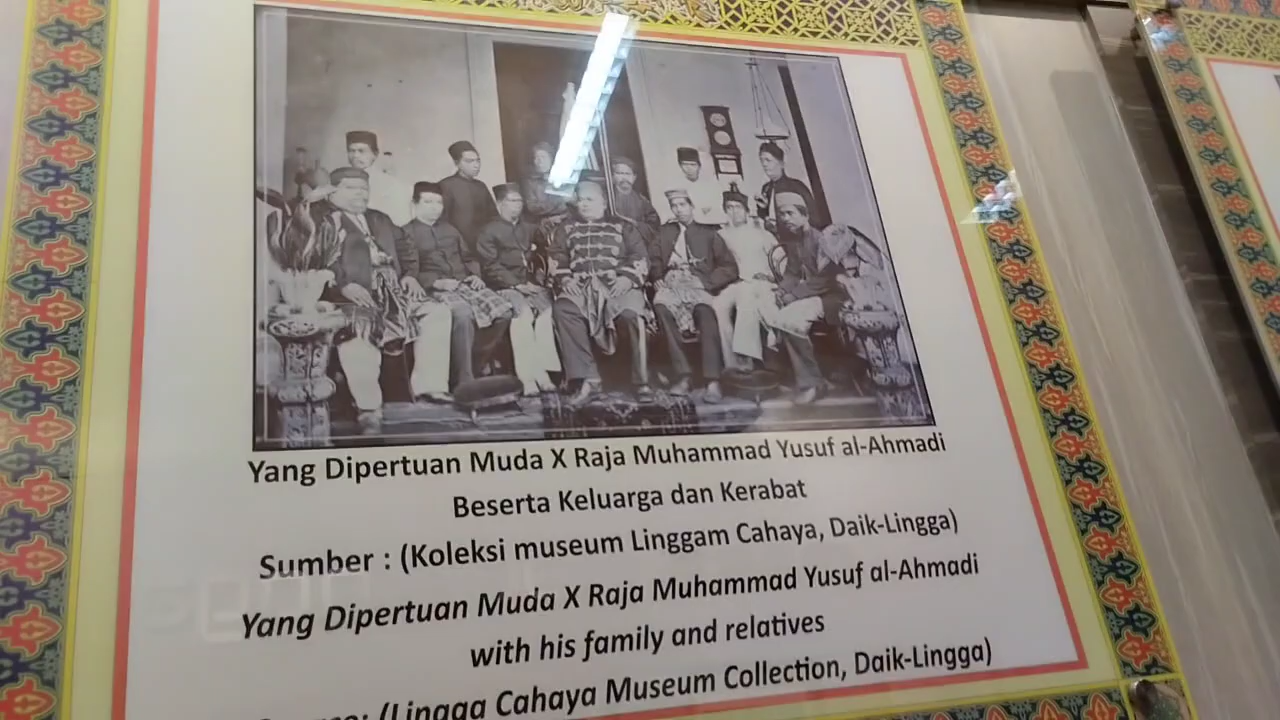 Yang Dipertuan Muda X Raja Muhammad Yusuf al-Ahmadi
Beserta Keluarga dan Kerabat
Sumber : (Koleksi museum Linggam Cahaya, Daik-Lingga)
Yang Dipertuan Muda X Raja Muhammad Yusuf al-Ahmadi
with his family and relatives
(Lingga Cahaya Museum Collection, Daik-Lingga)